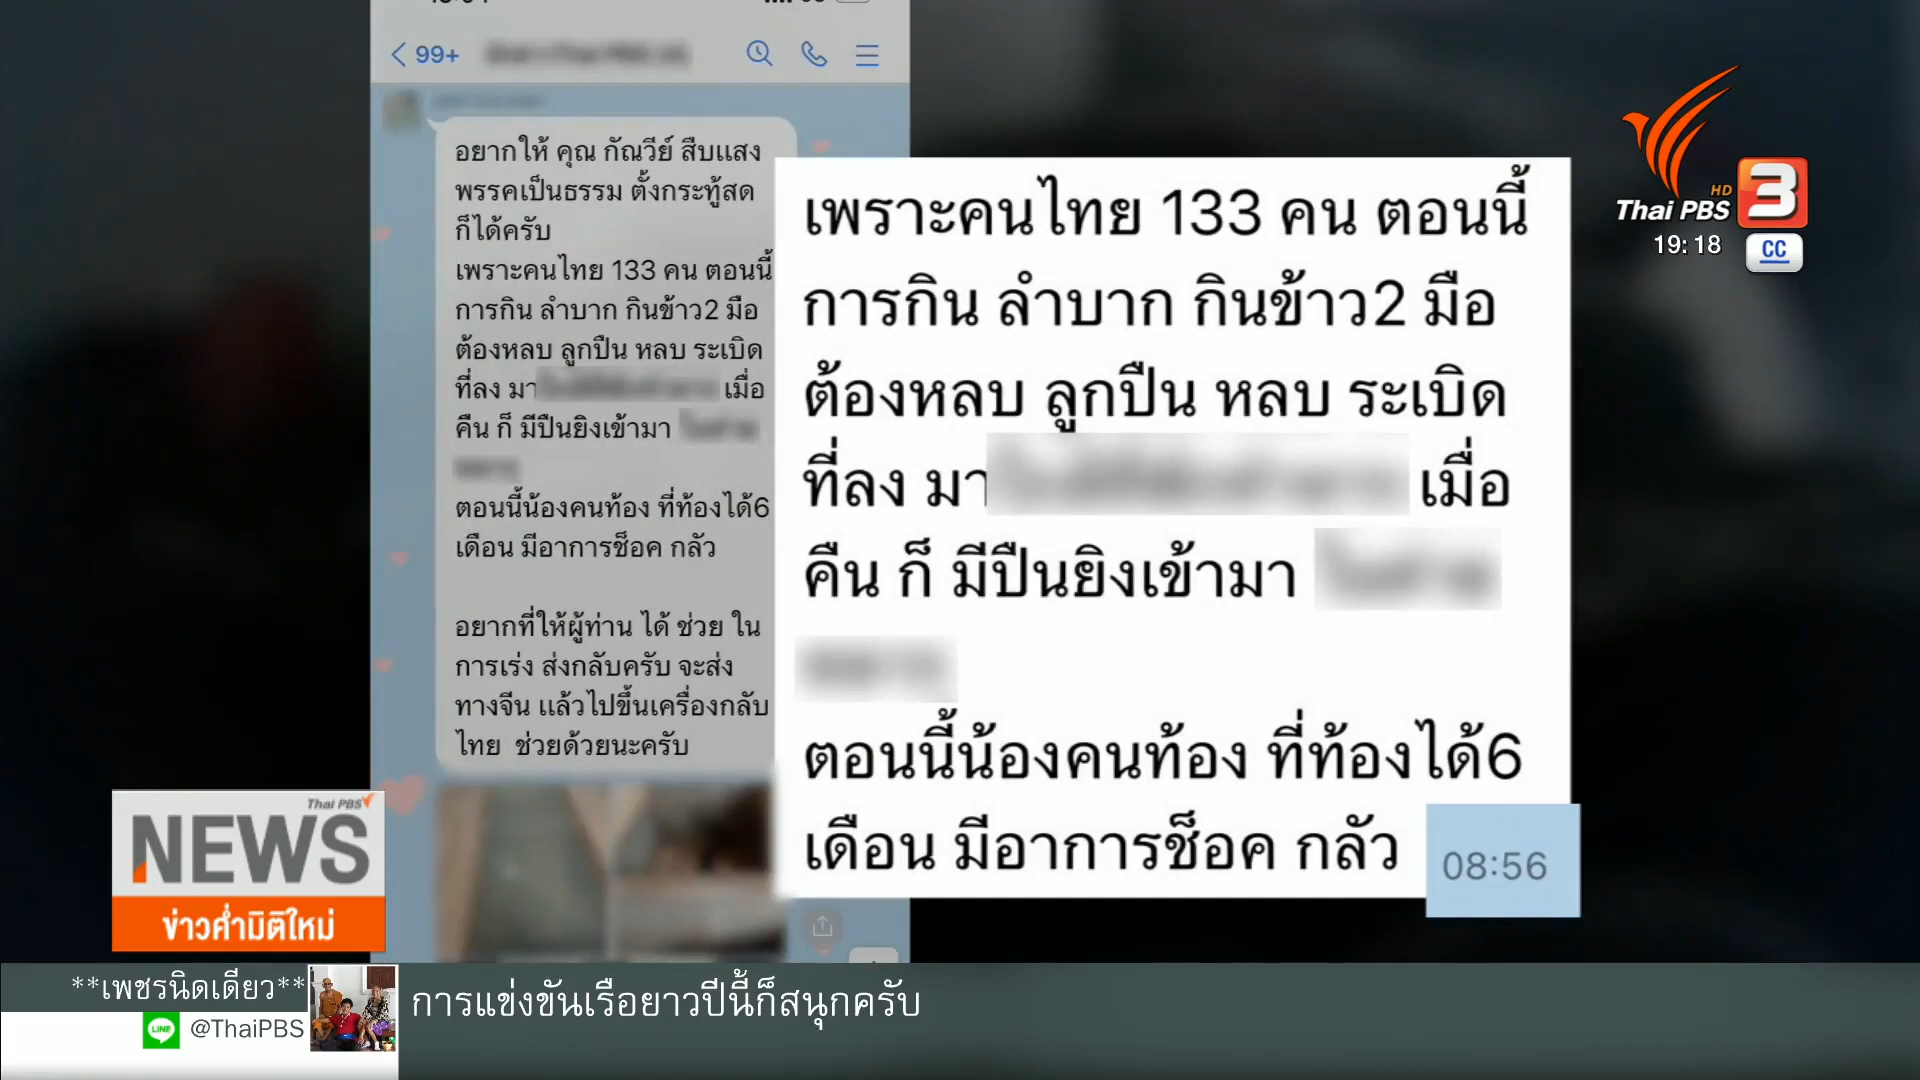 99+
อยากให้ คุณ กัณวีย์ สืบแสง
พรรคเป็นธรรม ตั้งกระทู้สด
ก็ได้ครับ
เพราะคนไทย 133 คน ตอนนี้
การกิน ลำบาก กินข้าว2 มือ
ต้องหลบ ลูกปืน หลบ ระเบิด
ที่ลง มา เมื่อ
คืน ก็ มีปืนยิงเข้ามา
ตอนนี้น้องคนท้อง ที่ท้องได้6
เดือน มีอาการช็อค กลัว
อยากที่ให้ผู้ท่าน ได้ ช่วย ใน
การเร่ง ส่งกลับครับ จะส่ง
ทางจีน แล้วไปขึ้นเครื่องกลับ
ไทย ช่วยด้วยนะครับ
เพราะคนไทย 133 คน ตอนนี้
การกิน ลำบาก กินข้าว2 มือ
ต้องหลบ ลูกปืน หลบ ระเบิด
ที่ลง มา เมื่อ
คืน ก็ มีปืนยิงเข้ามา
ตอนนี้น้องคนท้อง ที่ท้องได้6
เดือน มีอาการช็อค กลัว
08:56
HD
Thai PBS 3
19:18 CC
Thai PBS
NEWS
ข่าวค่ำมิติใหม่
**เพชรนิดเดียว**
LINE @ThaiPBS
การแข่งขันเรือยาวปีนี้ก็สนุกครับ